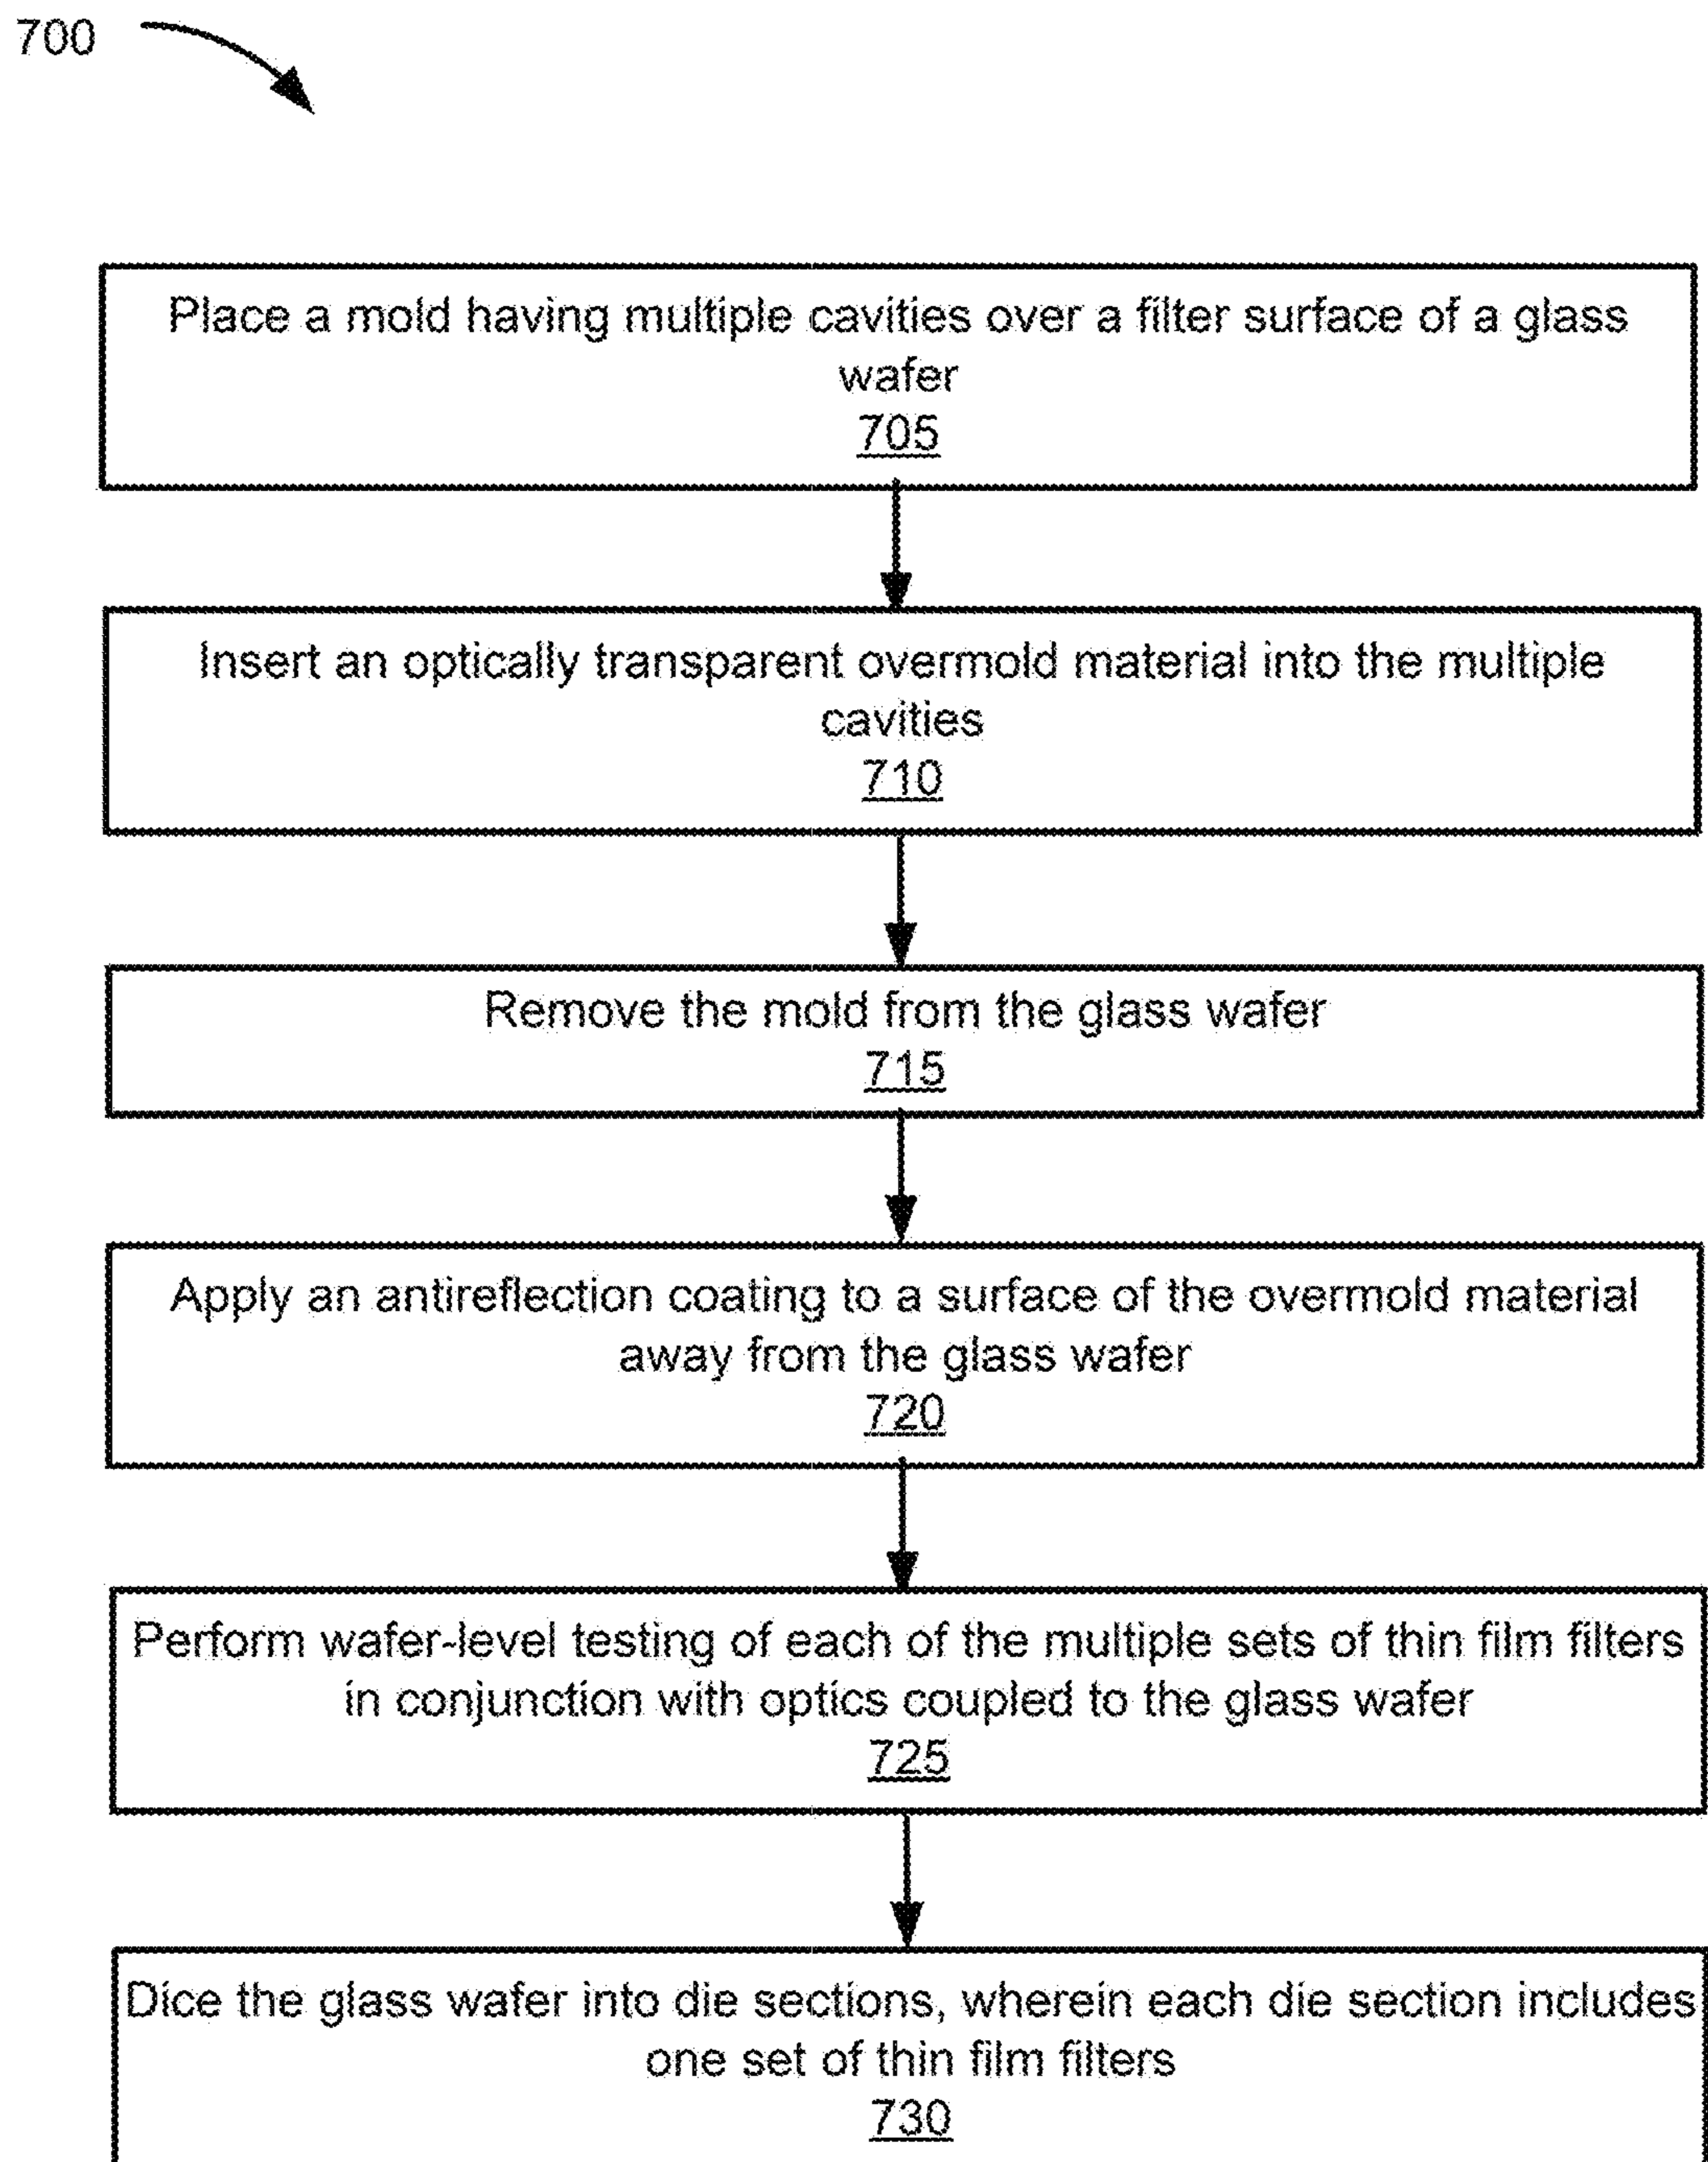 700
Place a mold having multiple cavities over a filter surface of a glass
wafer
705
Insert an optically transparent overmold material into the multiple
cavities
710
Remove the mold from the glass wafer
715
Apply an antireflection coating to a surface of the overmold material
away from the glass wafer
720
Perform wafer-level testing of each of the multiple sets of thin film filters
in conjunction with optics coupled to the glass wafer
725
Dice the glass wafer into die sections, wherein each die section includes
one set of thin film filters
730